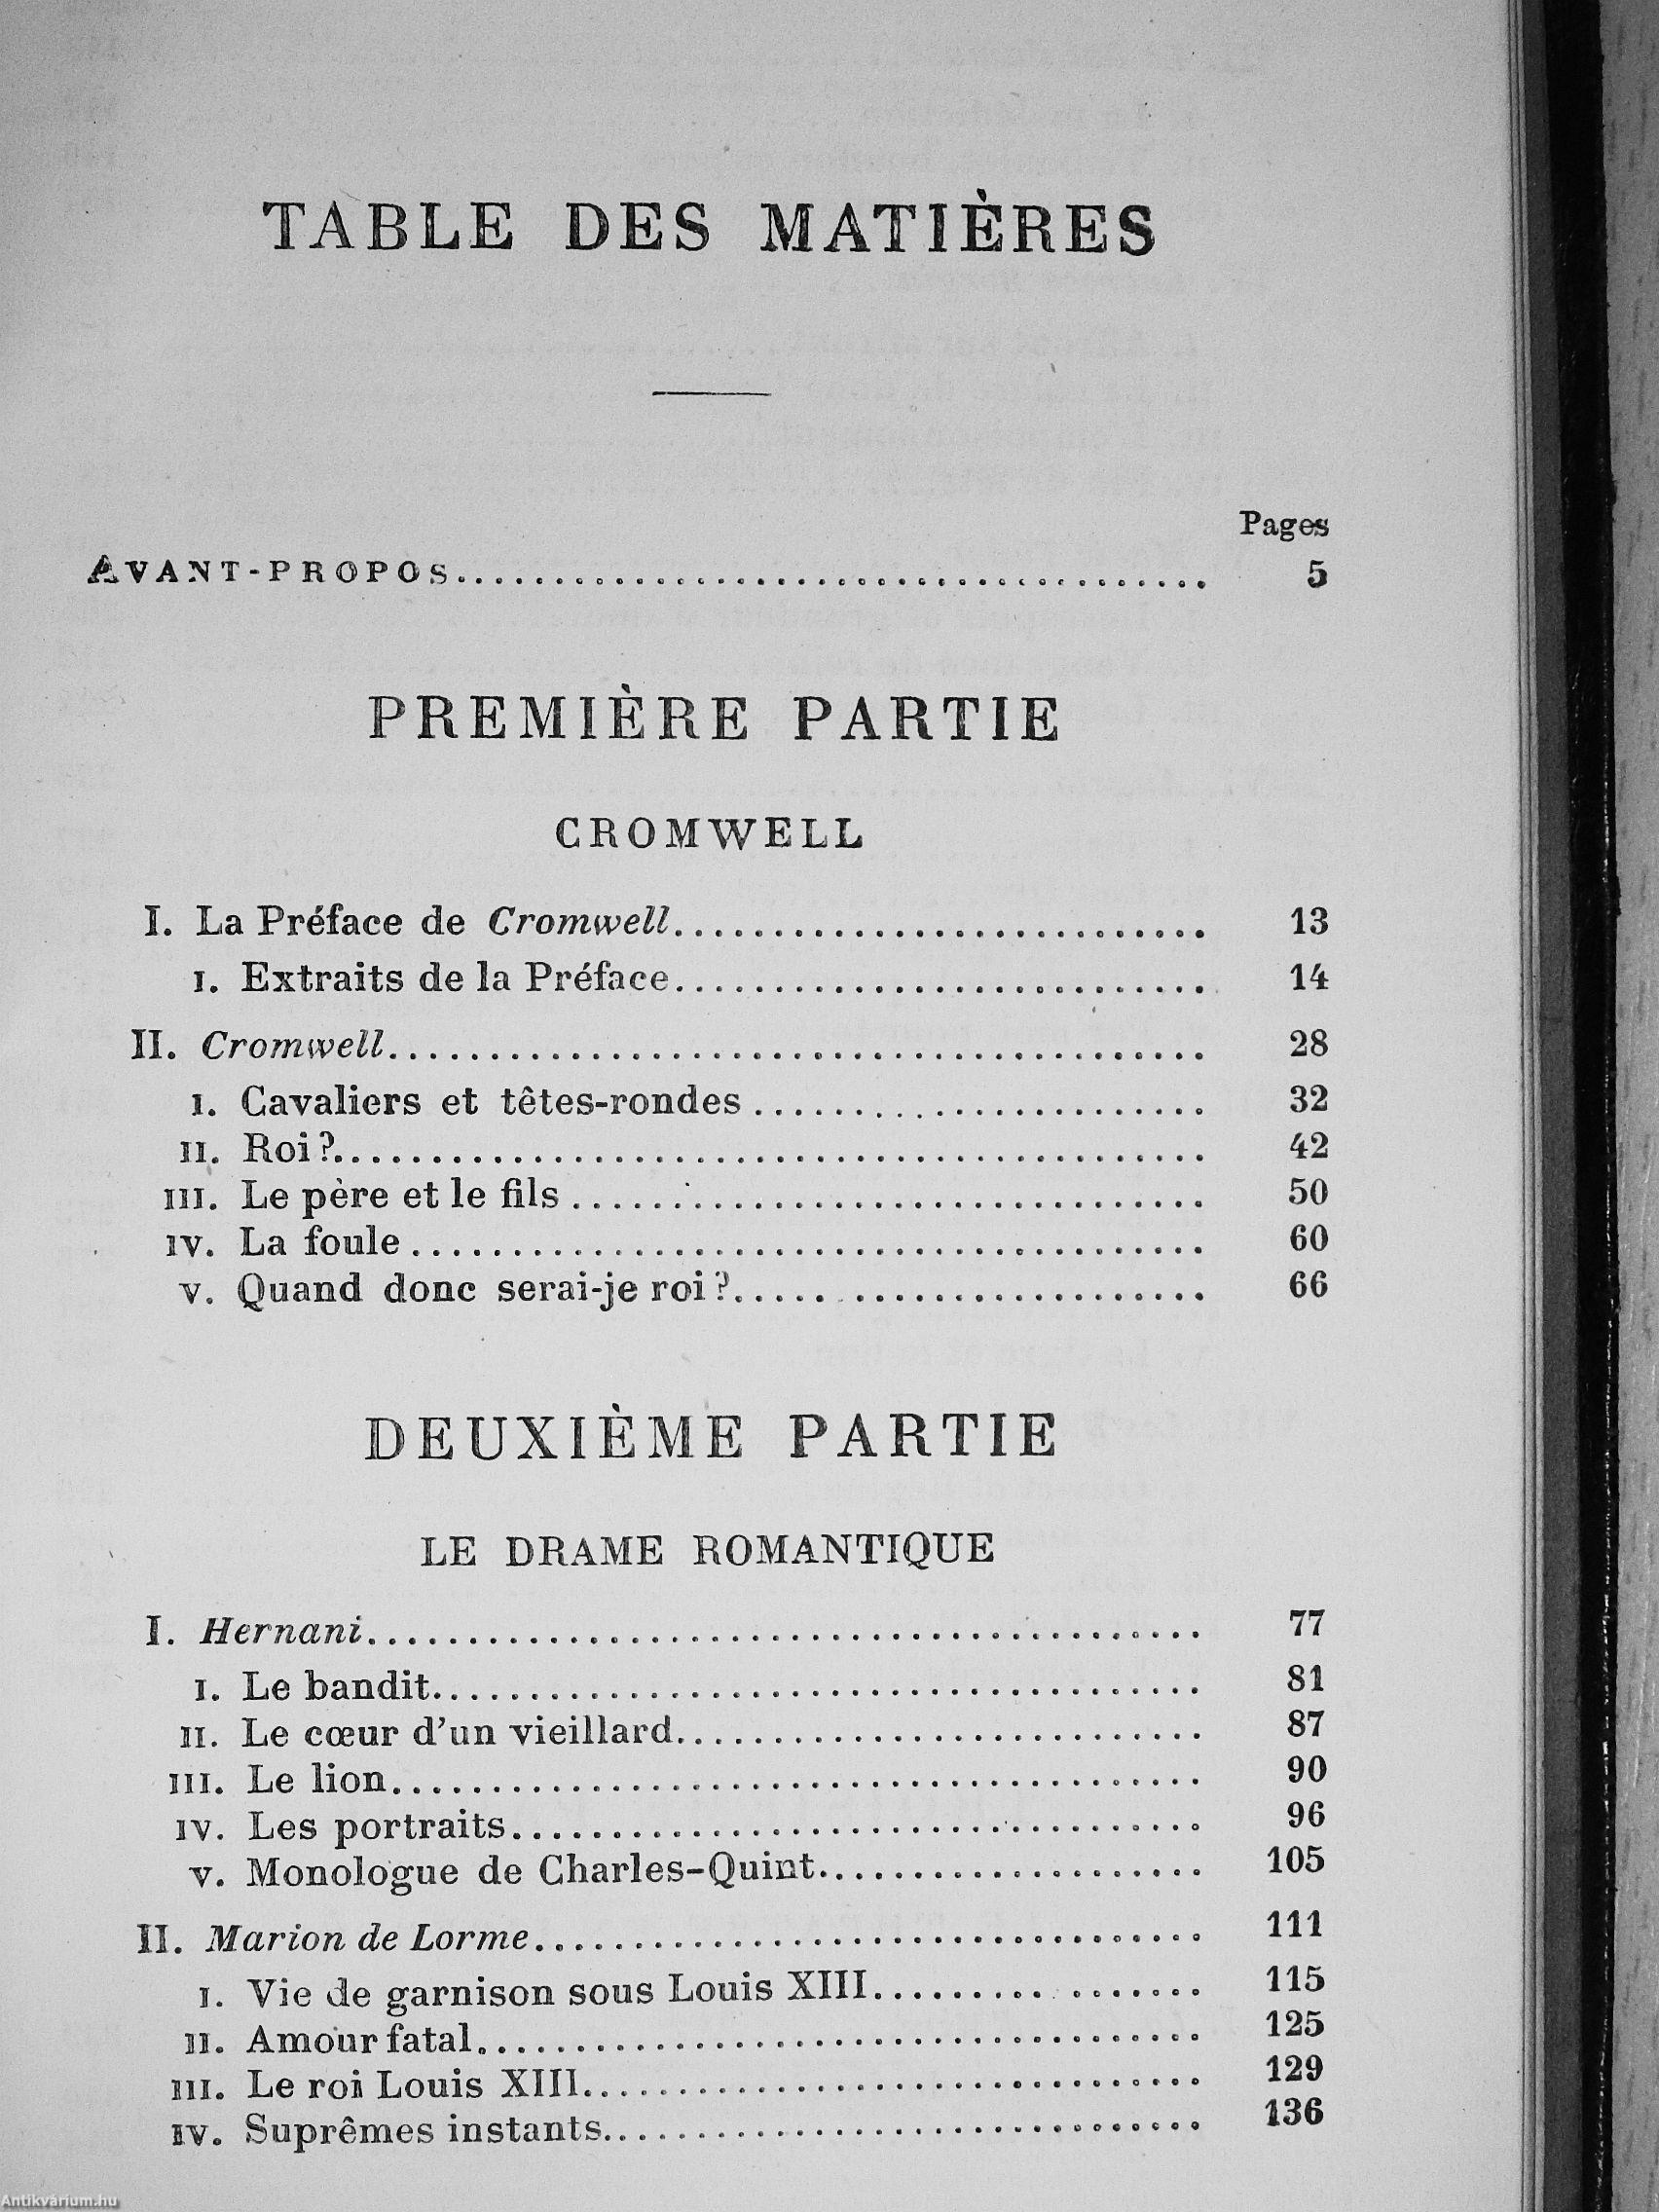 TABLE DES MATIÈRES
Pages
AVANT-PROPOS........................................ 5
PREMIÈRE PARTIE
CROMWELL
I. La Préface de Cromwell........................... 13
I. Extraits de la Préface........................... 14
II. Cromwell........................................ 28
I. Cavaliers et têtes-rondes........................ 32
II. Roi?............................................ 42
III. Le père et le fils............................. 50
IV. La foule........................................ 60
V. Quand donc serai-je roi?......................... 66
DEUXIÈME PARTIE
LE DRAME ROMANTIQUE
I. Hernani.......................................... 77
I. Le bandit........................................ 81
II. Le cœur d'un vieillard.......................... 87
III. Le lion........................................ 90
IV. Les portraits................................... 96
V. Monologue de Charles-Quint....................... 105
II. Marion de Lorme................................. 111
I. Vie de garnison sous Louis XIII.................. 115
II. Amour fatal..................................... 125
III. Le roi Louis XIII.............................. 129
IV. Suprêmes instants............................... 136
Antikvárium.hu